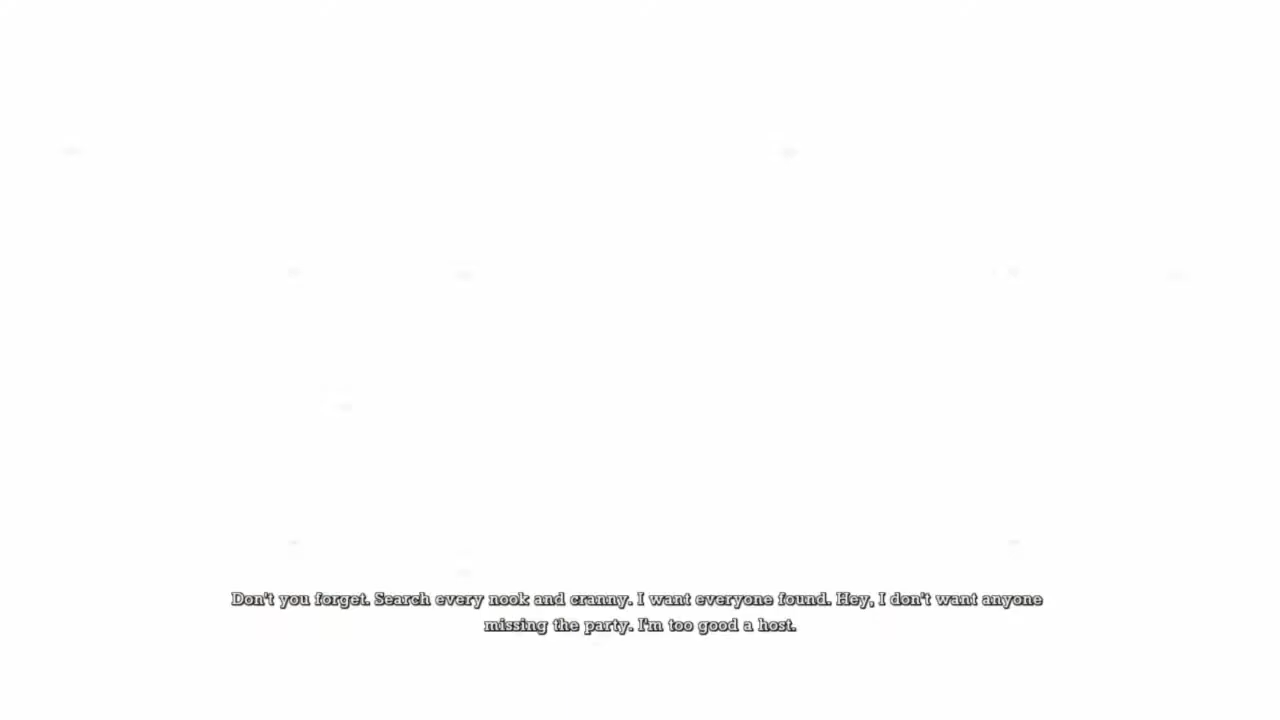 Don't you forget. Search every nook and cranny. I want everyone found. Hey, I don't want anyone
missing the party. I'm too good a host.